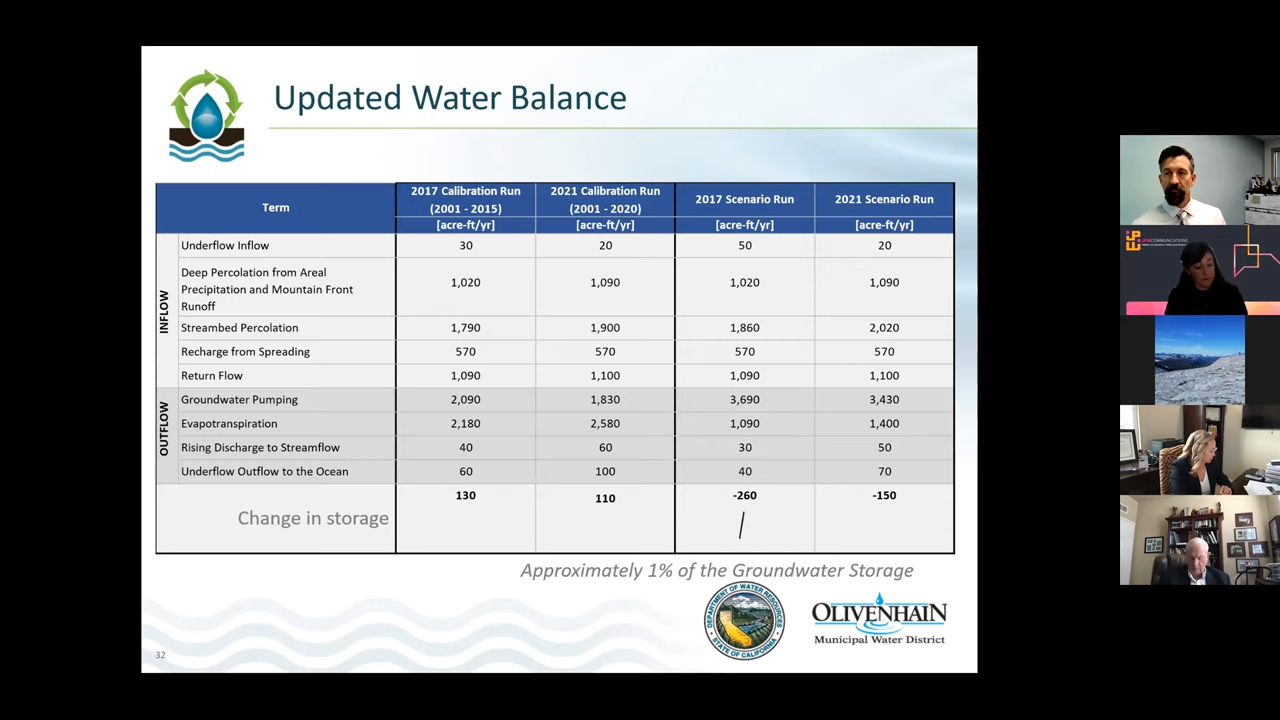 Updated Water Balance
Term
2017 Calibration Run
(2001 - 2015)
2021 Calibration Run
(2001 - 2020)
2017 Scenario Run
2021 Scenario Run
[acre-ft/yr]
[acre-ft/yr]
[acre-ft/yr]
[acre-ft/yr]
INFLOW
Underflow Inflow
30
20
50
20
Deep Percolation from Areal
Precipitation and Mountain Front
Runoff
1,020
1,090
1,020
1,090
Streambed Percolation
1,790
1,900
1,860
2,020
Recharge from Spreading
570
570
570
570
Return Flow
1,090
1,100
1,090
1,100
OUTFLOW
Groundwater Pumping
2,090
1,830
3,690
3,430
Evapotranspiration
2,180
2,580
1,090
1,400
Rising Discharge to Streamflow
40
60
30
50
Underflow Outflow to the Ocean
60
100
40
70
Change in storage
130
110
-260
-150
Approximately 1% of the Groundwater Storage
DEPARTMENT OF WATER RESOURCES
STATE OF CALIFORNIA
OLIVENHAIN
Municipal Water District
32